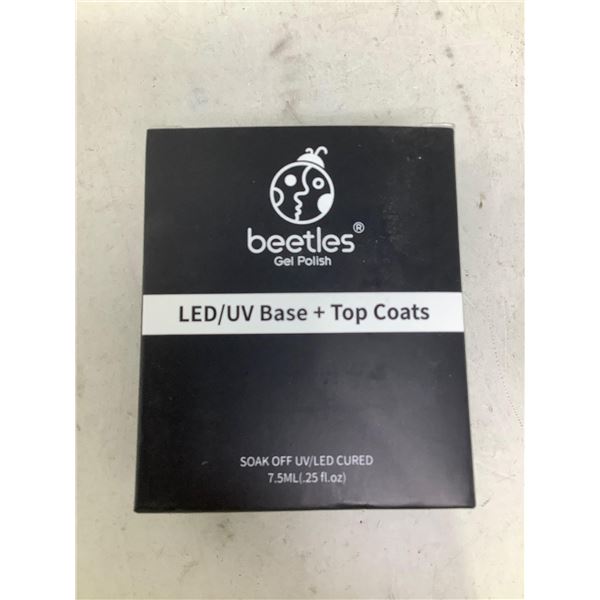 beetles®
Gel Polish
LED/UV Base + Top Coats
SOAK OFF UV/LED CURED
7.5ML(.25 fl.oz)